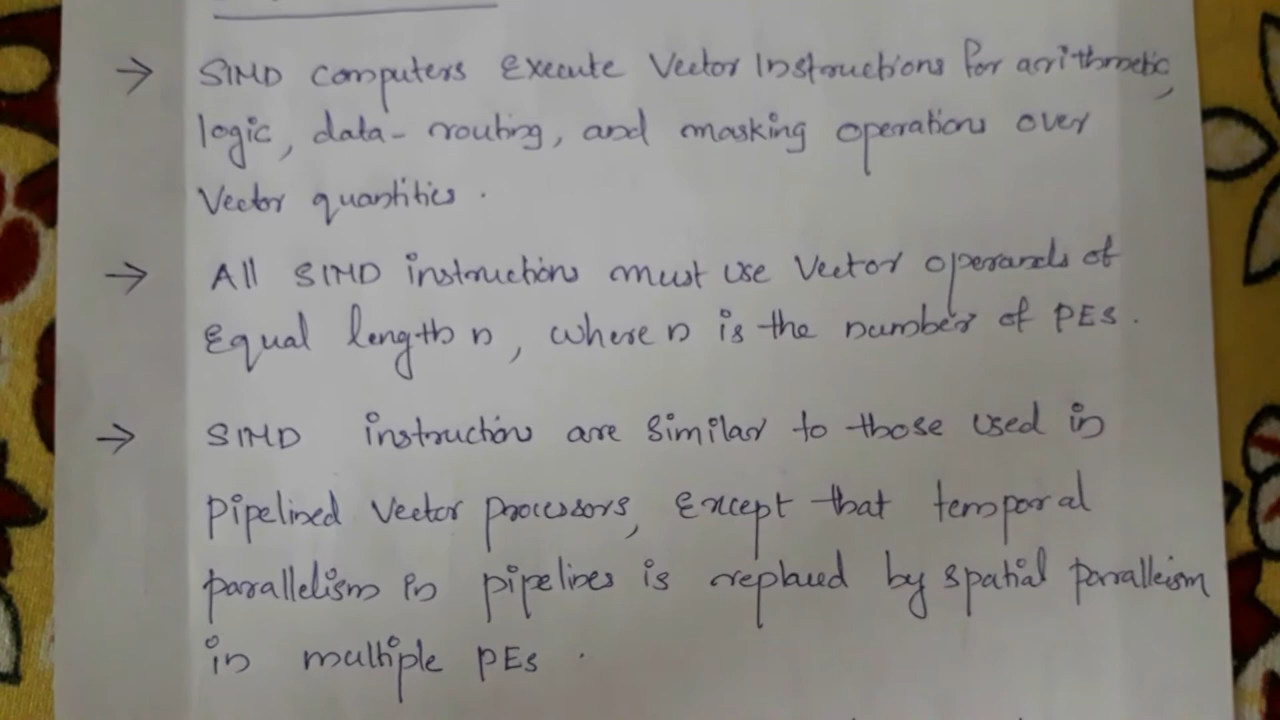 → SIMD computers Execute Vector Instructions for arithmetic,
logic, data-routing, and masking operations over
Vector quantities.
→ All SIMD instructions must use Vector operands of
Equal length n, where n is the number of PEs.
→ SIMD instructions are similar to those used in
pipelined Vector processors, Except that temporal
parallelism in pipelines is replaced by spatial parralleism
in multiple PEs.